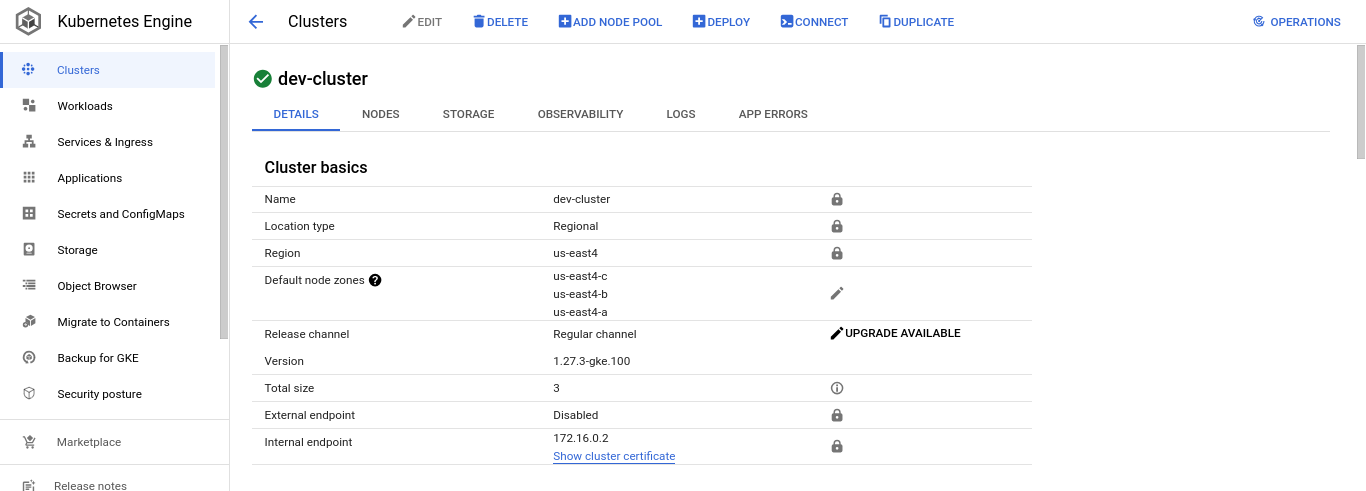 Kubernetes Engine
Clusters
EDIT
DELETE
ADD NODE POOL
DEPLOY
CONNECT
DUPLICATE
OPERATIONS
Clusters
Workloads
Services & Ingress
Applications
Secrets and ConfigMaps
Storage
Object Browser
Migrate to Containers
Backup for GKE
Security posture
Marketplace
Release notes
dev-cluster
DETAILS NODES STORAGE OBSERVABILITY LOGS APP ERRORS
Cluster basics
Name dev-cluster
Location type Regional
Region us-east4
Default node zones ? us-east4-c
us-east4-b
us-east4-a
Release channel Regular channel UPGRADE AVAILABLE
Version 1.27.3-gke.100
Total size 3
External endpoint Disabled
Internal endpoint 172.16.0.2
Show cluster certificate